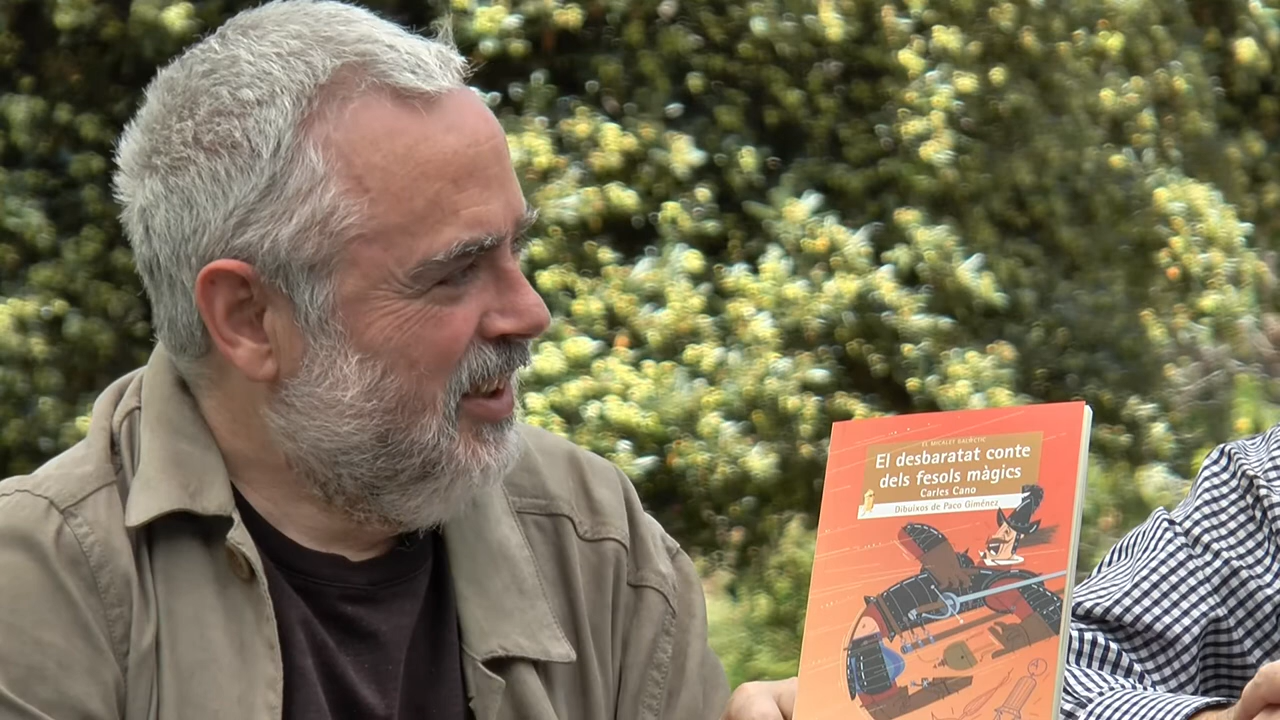 EL MICALET GALÀCTIC
El desbaratat conte
dels fesols màgics
Carles Cano
Dibuixos de Paco Giménez